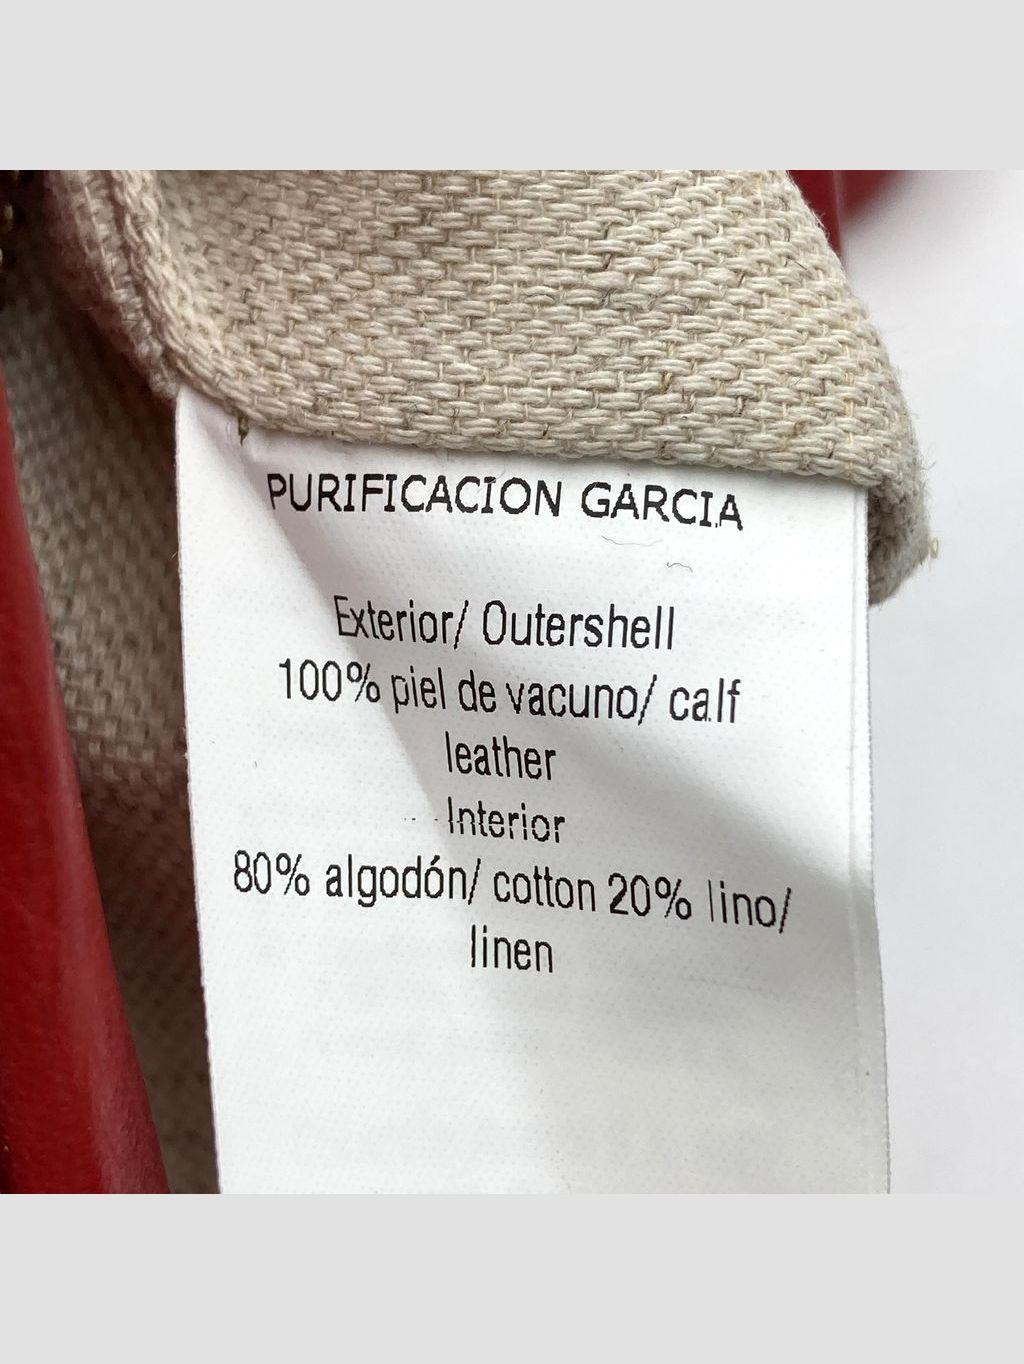 PURIFICACION GARCIA
Exterior/ Outershell
100% piel de vacuno/ calf
leather
Interior
80% algodón/ cotton 20% lino/
linen